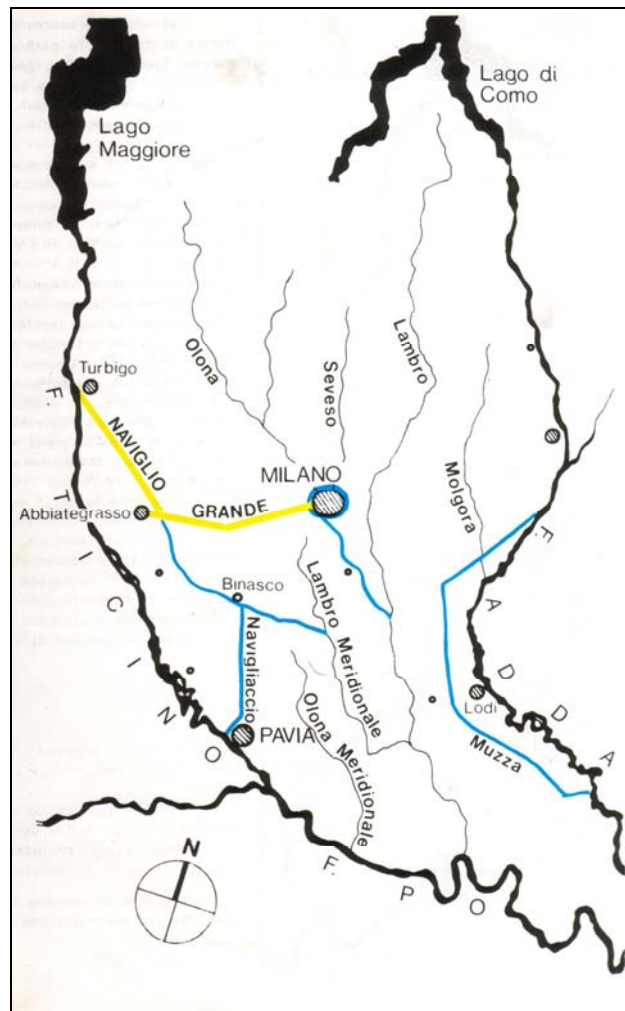 Lago
Maggiore
Lago di
Como
Olona
Seveso
Lambro
Molgora
Turbigo
F. TICINO
NAVIGLIO
GRANDE
MILANO
Abbiategrasso
Binasco
Lambro Meridionale
Navigliaccio
Olona Meridionale
PAVIA
F. ADDA
Lodi
Muzza
N
F. PO